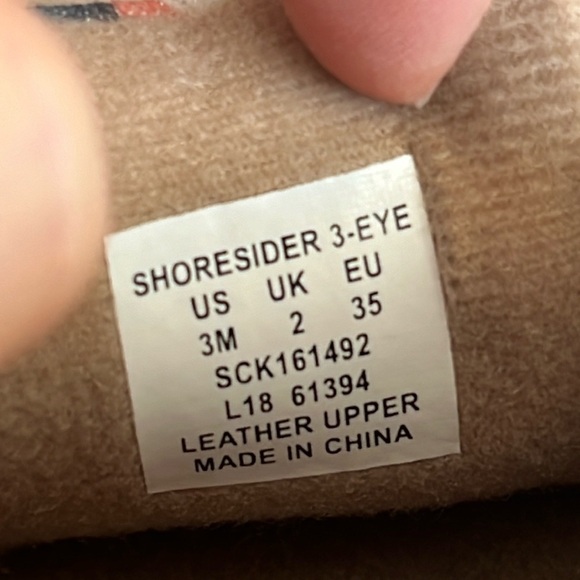 SHORESIDER 3-EYE
US UK EU
3M 2 35
SCK161492
L18 61394
LEATHER UPPER
MADE IN CHINA